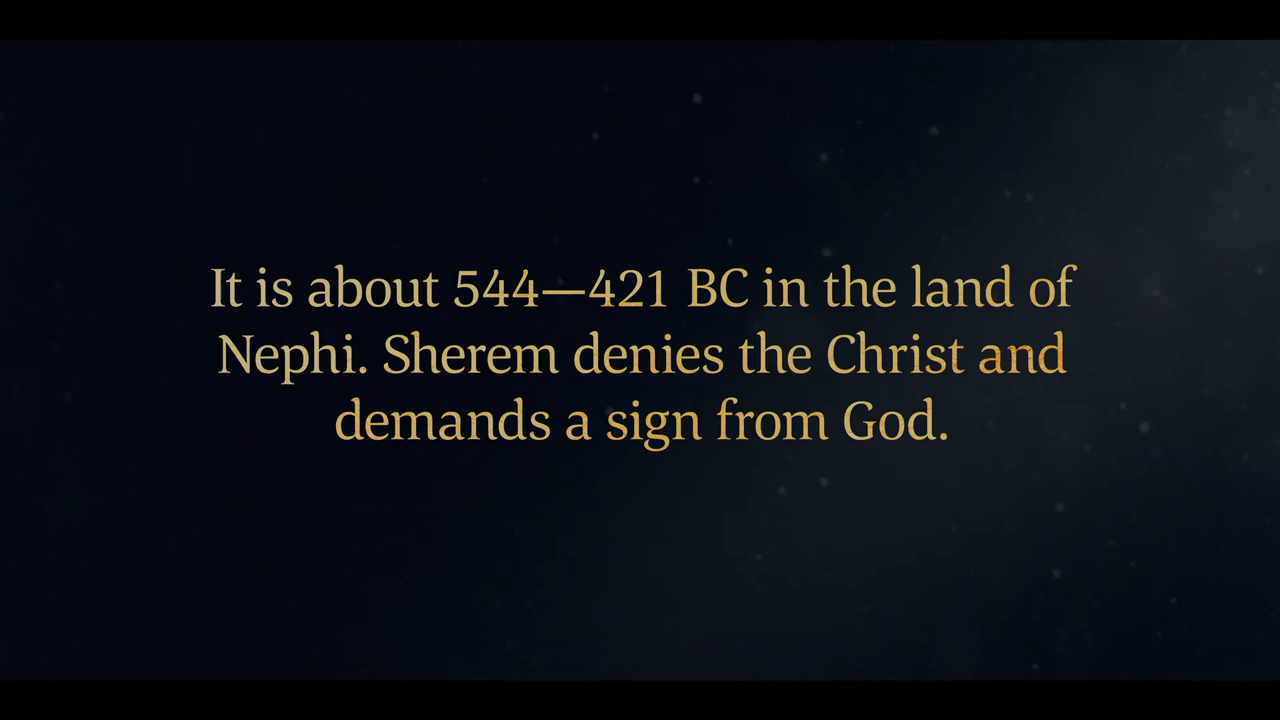 It is about 544—421 BC in the land of
Nephi. Sherem denies the Christ and
demands a sign from God.